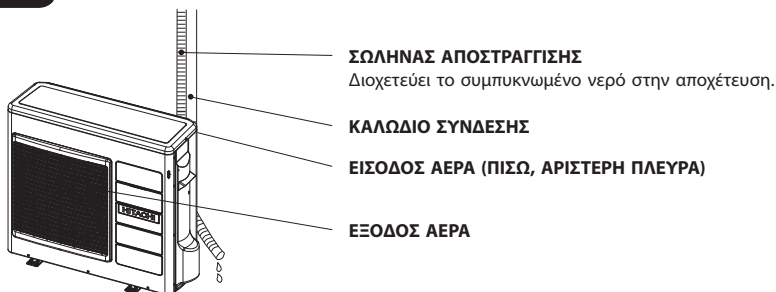 ΣΩΛΗΝΑΣ ΑΠΟΣΤΡΑΓΓΙΣΗΣ
Διοχετεύει το συμπυκνωμένο νερό στην αποχέτευση.
ΚΑΛΩΔΙΟ ΣΥΝΔΕΣΗΣ
ΕΙΣΟΔΟΣ ΑΕΡΑ (ΠΙΣΩ, ΑΡΙΣΤΕΡΗ ΠΛΕΥΡΑ)
HITACHI
ΕΞΟΔΟΣ ΑΕΡΑ